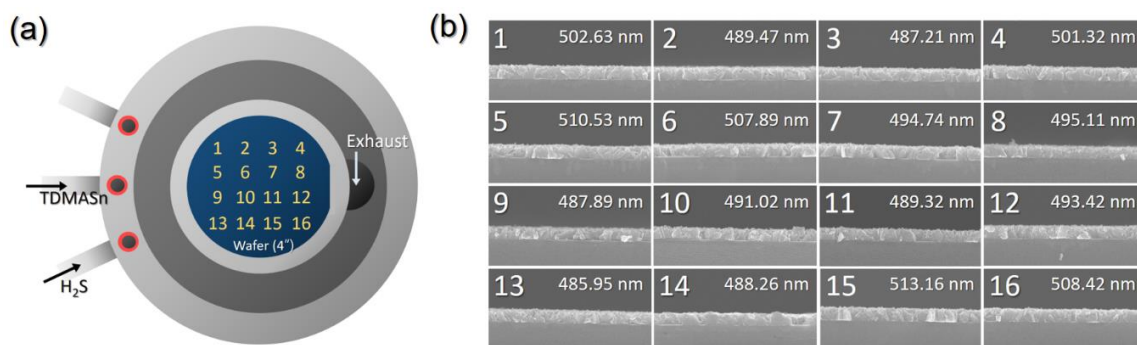 (a)
1 2 3 4
5 6 7 8
9 10 11 12
13 14 15 16
Wafer (4″)
Exhaust
TDMASn
H₂S
(b)
1 502.63 nm
2 489.47 nm
3 487.21 nm
4 501.32 nm
5 510.53 nm
6 507.89 nm
7 494.74 nm
8 495.11 nm
9 487.89 nm
10 491.02 nm
11 489.32 nm
12 493.42 nm
13 485.95 nm
14 488.26 nm
15 513.16 nm
16 508.42 nm